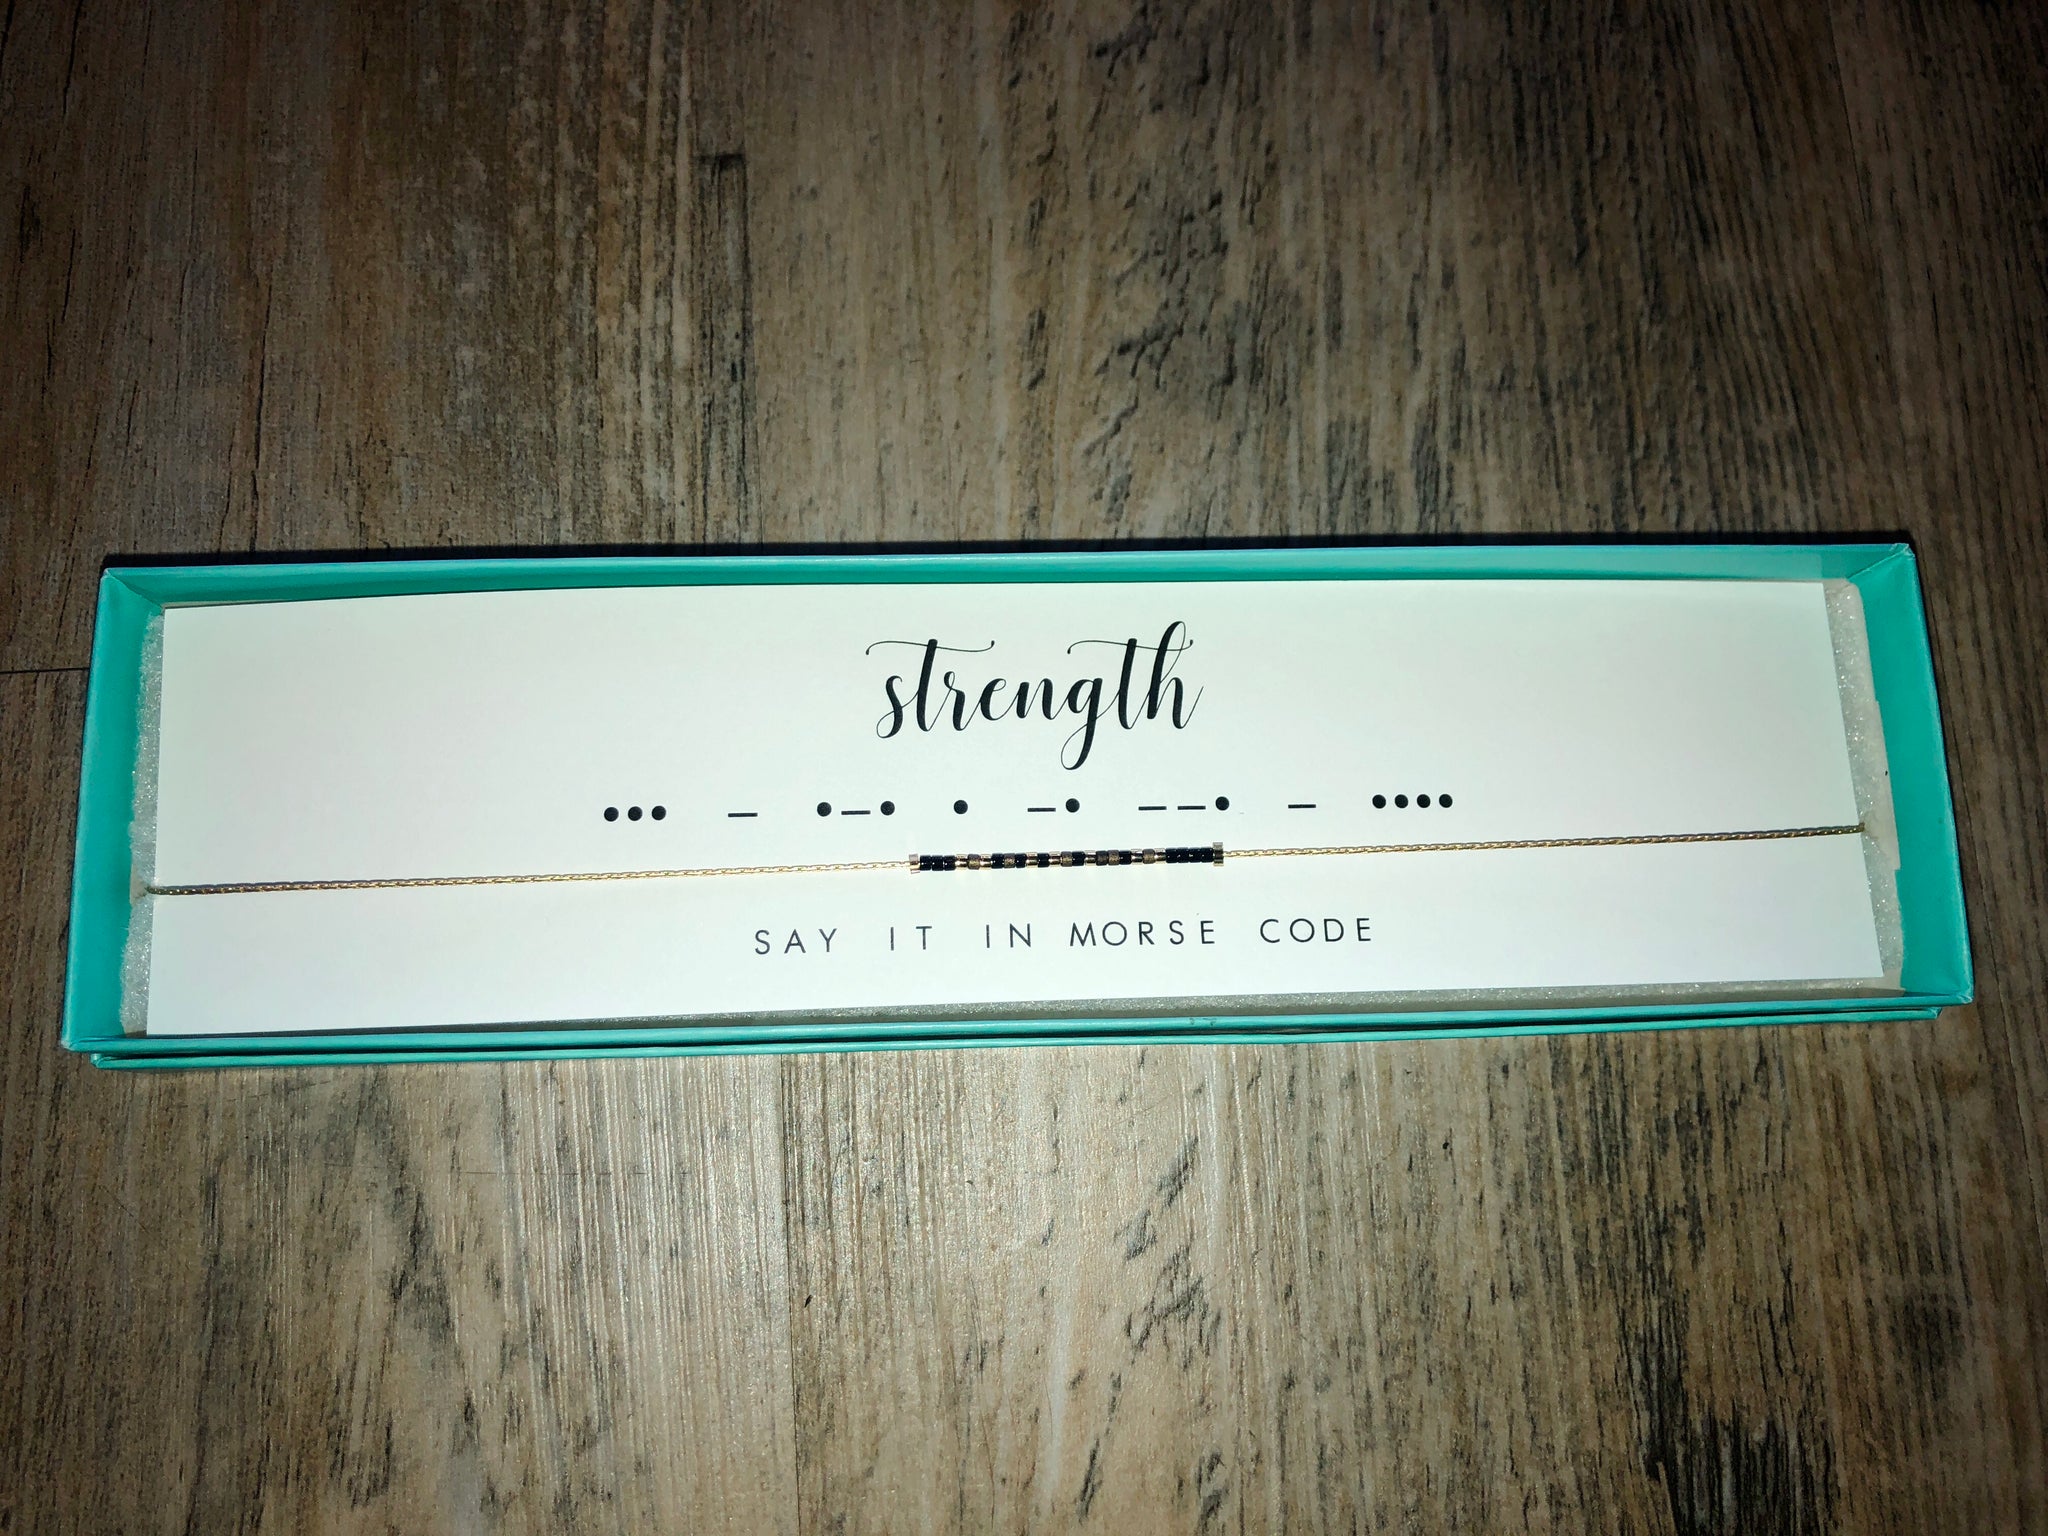 strength
••• — •—• • —• ——• — ••••
SAY IT IN MORSE CODE